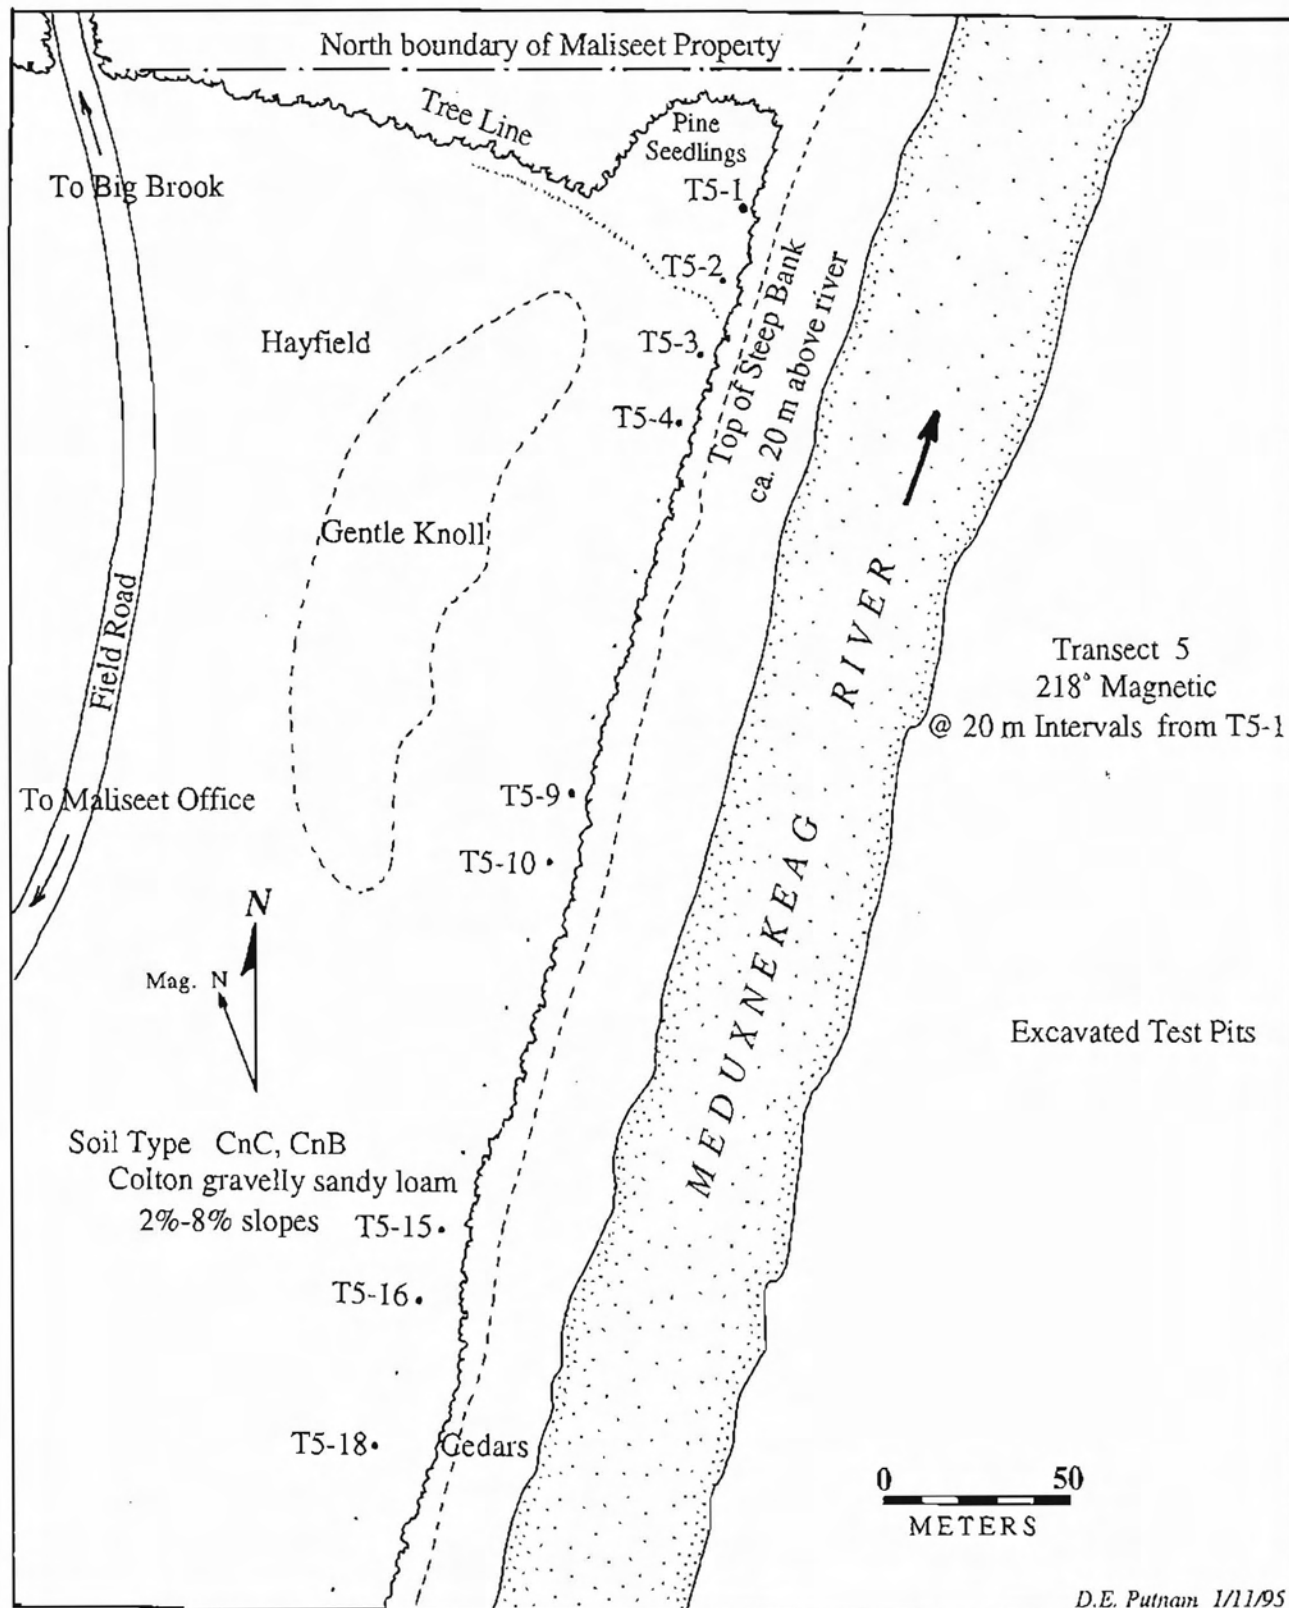 North boundary of Maliseet Property
Tree Line
Pine
Seedlings
To Big Brook
T5-1
T5-2
Hayfield
T5-3
T5-4
Top of Steep Bank
ca. 20 m above river
Gentle Knoll
Field Road
MEDUXNEKEAG RIVER
Transect 5
218° Magnetic
@ 20 m Intervals from T5-1
To Maliseet Office
T5-9
T5-10
N
Mag. N
Excavated Test Pits
Soil Type CnC, CnB
Colton gravelly sandy loam
2%-8% slopes
T5-15
T5-16
T5-18
Cedars
0 50
METERS
D.E. Putnam 1/11/95